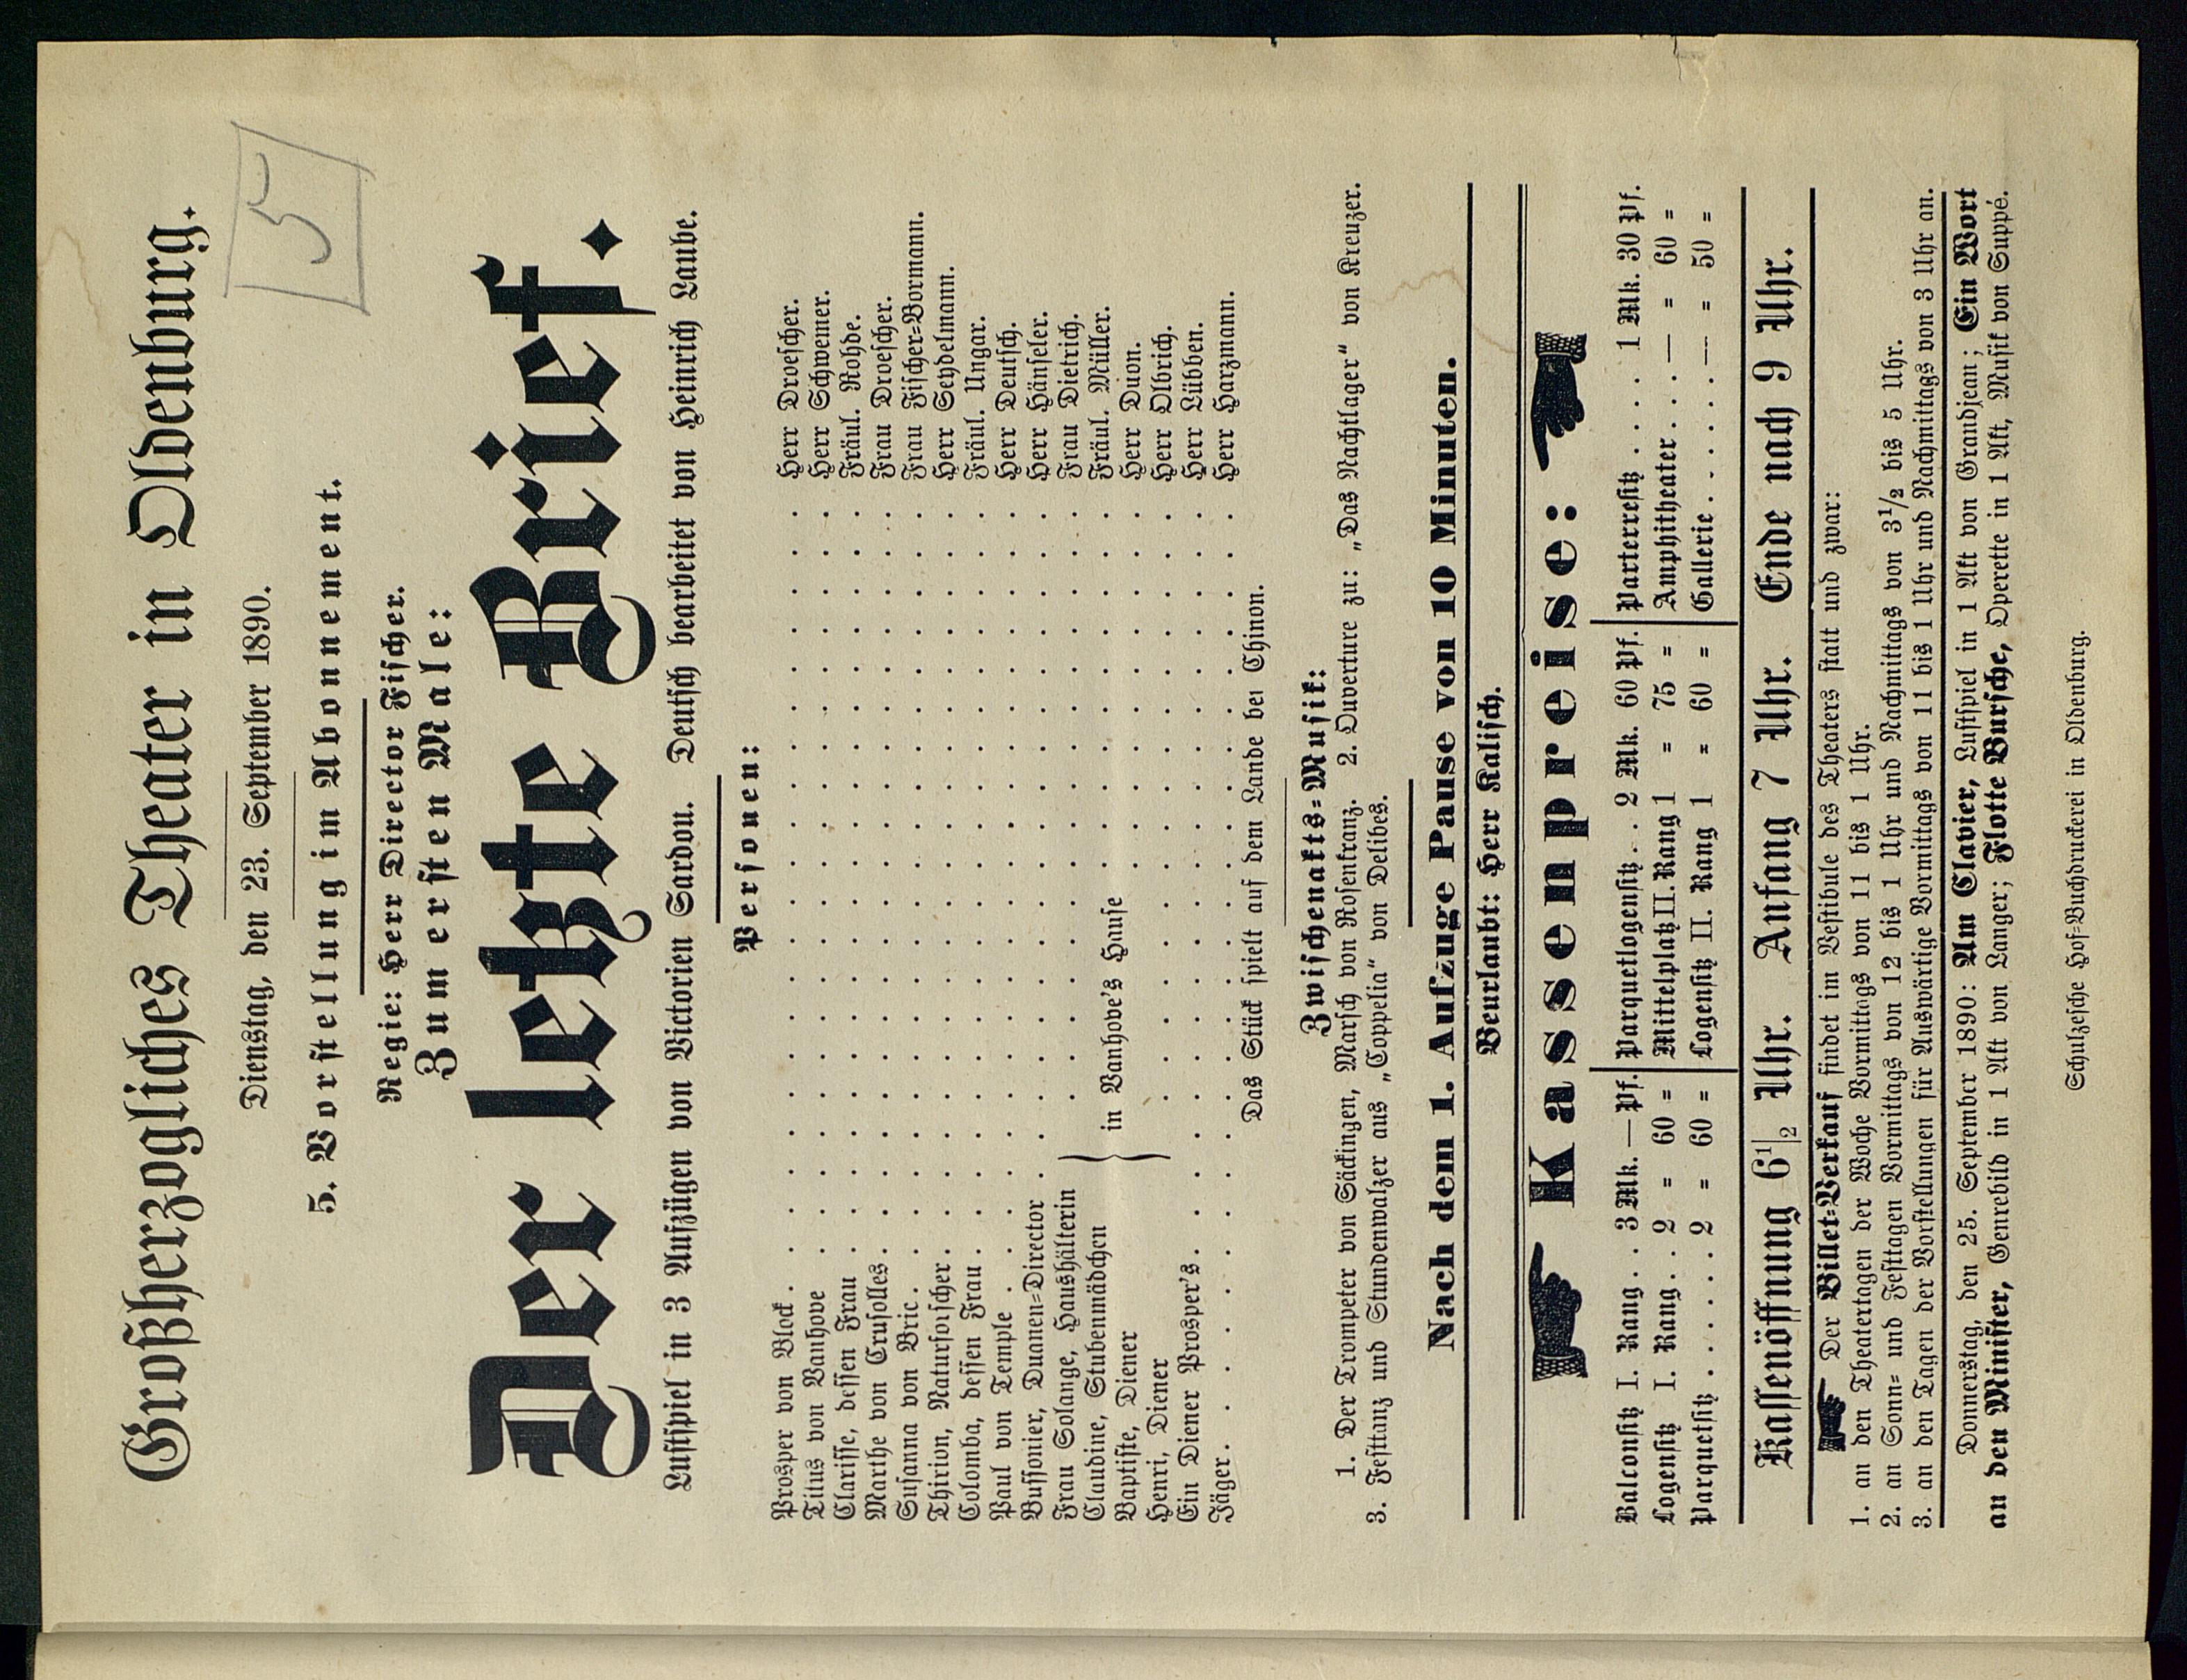 Großherzogliches Theater in Oldenburg.
5
Dienstag, den 23. September 1890.
5. Vorstellung im Abonnement.
Regie: Herr Director Fischer.
Zum ersten Male:
Der letzte Brief.
Lustspiel in 3 Aufzügen von Victorien Sardou. Deutsch bearbeitet von Heinrich Laube.
Personen:
Prosper von Block . . . Herr Droescher.
Titus von Vanhove . . . Herr Schwemer.
Clarisse, dessen Frau . . . Fräul. Rohde.
Marthe von Crusolles . . . Frau Droescher.
Susanna von Bric . . . Frau Fischer=Bormann.
Thirion, Naturforscher . . . Herr Seydelmann.
Colomba, dessen Frau . . . Fräul. Ungar.
Paul von Temple . . . Herr Deutsch.
Bussonier, Duanen=Director . . . Herr Hänseler.
Frau Solange, Haushälterin . . . Frau Dietrich.
Claudine, Stubenmädchen } in Vanhove's Hause . . . Fräul. Müller.
Baptiste, Diener . . . Herr Duon.
Henri, Diener . . . Herr Olbrich.
Ein Diener Prosper's . . . Herr Lübben.
Jäger . . . Herr Harzmann.
Das Stück spielt auf dem Lande bei Chinon.
Zwischenakts=Musik:
1. Der Trompeter von Säckingen, Marsch von Rosenkranz. 2. Ouverture zu: „Das Nachtlager“ von Kreuzer.
3. Festtanz und Stundenwalzer aus „Coppelia“ von Delibes.
Nach dem 1. Aufzuge Pause von 10 Minuten.
Beurlaubt: Herr Kalisch.
Kassenpreise:
Balconsitz I. Rang . . 3 Mk. — Pf. Parquetlogensitz . . 2 Mk. 60 Pf. Parterresitz . . . . 1 Mk. 30 Pf.
Logensitz I. Rang . . 2 = 60 = Mittelplatz II. Rang 1 = 75 = Amphitheater . . . — = 60 =
Parquetsitz . . . . . . 2 = 60 = Logensitz II. Rang 1 = 60 = Gallerie . . . . . . — = 50 =
Kassenöffnung 6 1/2 Uhr. Anfang 7 Uhr. Ende nach 9 Uhr.
Der Billet=Verkauf findet im Vestibule des Theaters statt und zwar:
1. an den Theatertagen der Woche Vormittags von 11 bis 1 Uhr.
2. an Sonn= und Festtagen Vormittags von 12 bis 1 Uhr und Nachmittags von 3 1/2 bis 5 Uhr.
3. an den Tagen der Vorstellungen für Auswärtige Vormittags von 11 bis 1 Uhr und Nachmittags von 3 Uhr an.
Donnerstag, den 25. September 1890: Am Clavier, Lustspiel in 1 Akt von Grandjean; Ein Wort
an den Minister, Genrebild in 1 Akt von Langer; Flotte Bursche, Operette in 1 Akt, Musik von Suppé.
Schulzesche Hof=Buchdruckerei in Oldenburg.